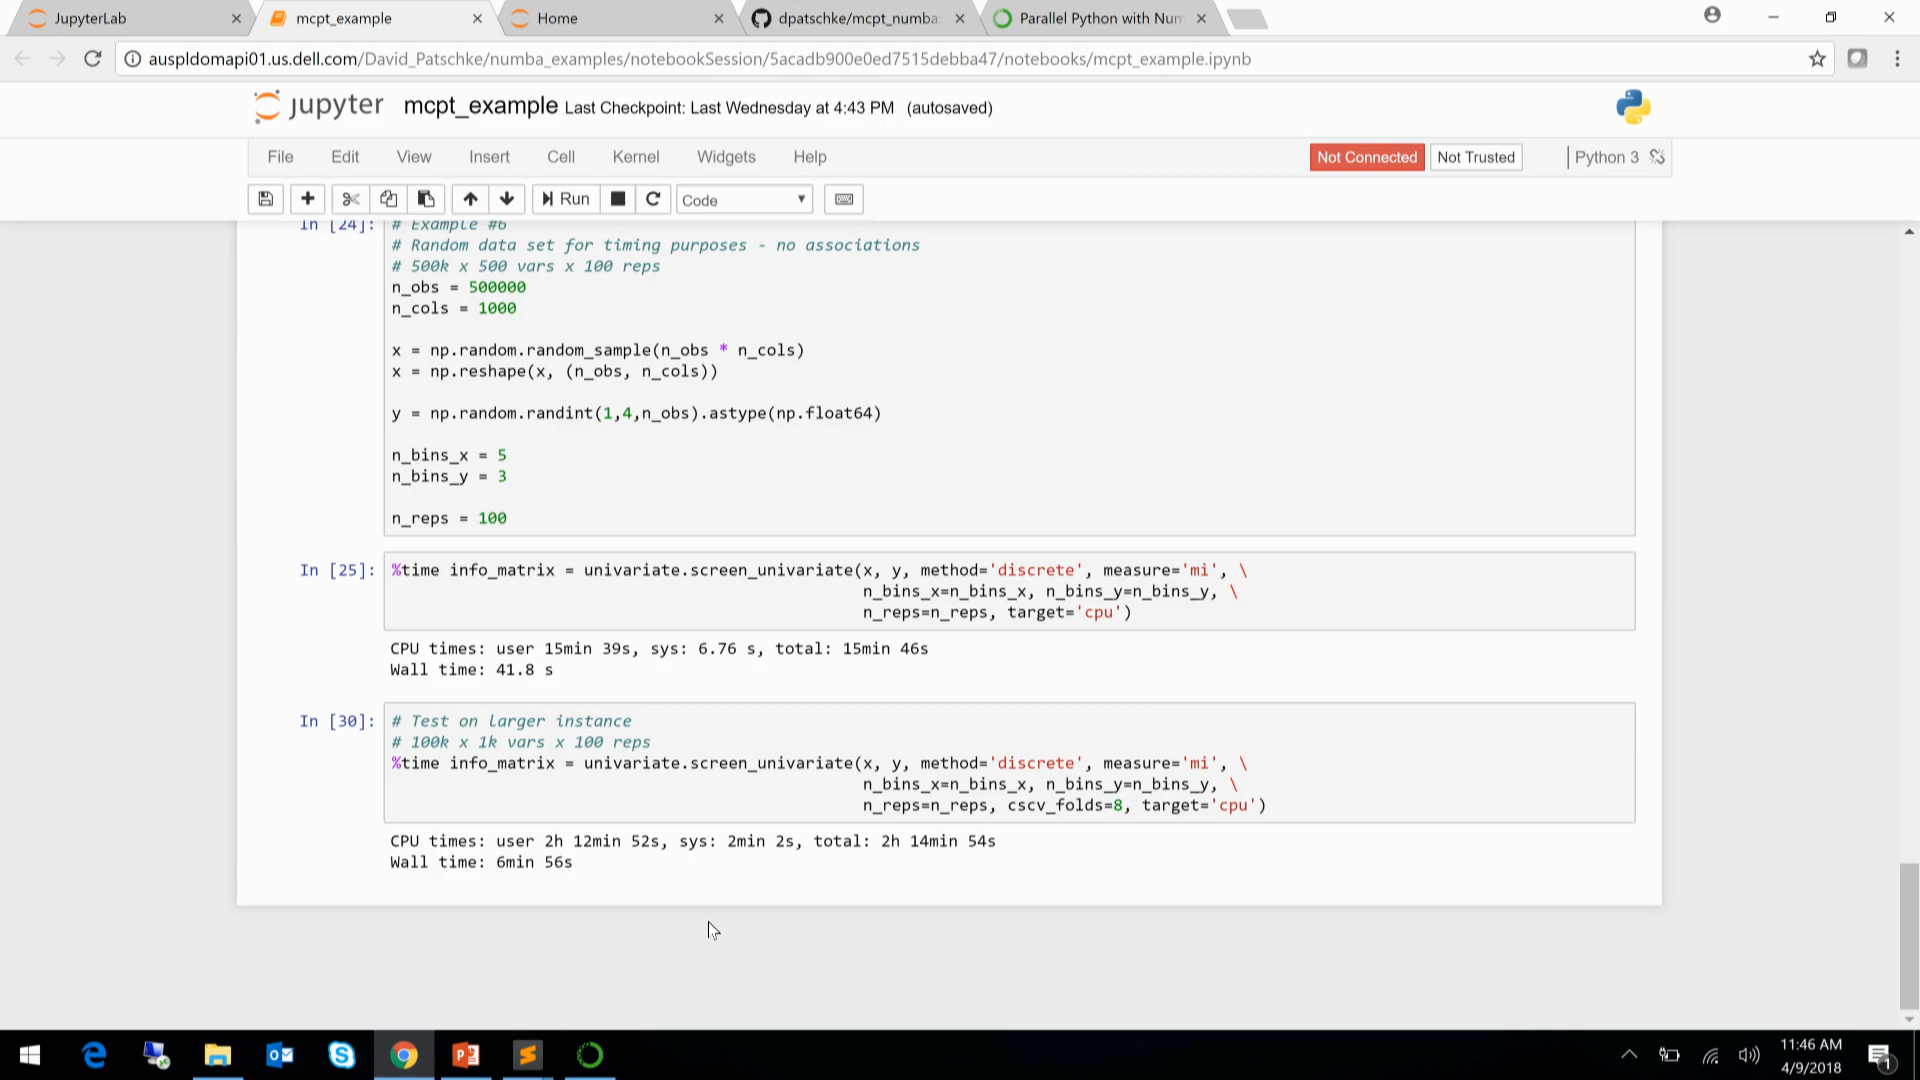 JupyterLab
mcpt_example
Home
dpatschke/mcpt_numba:
Parallel Python with Num
auspldomapi01.us.dell.com/David_Patschke/numba_examples/notebookSession/5acadb900e0ed7515debba47/notebooks/mcpt_example.ipynb
jupyter mcpt_example Last Checkpoint: Last Wednesday at 4:43 PM (autosaved)
File Edit View Insert Cell Kernel Widgets Help Not Connected Not Trusted Python 3
Run Code
In [24]: # Example #6
# Random data set for timing purposes - no associations
# 500k x 500 vars x 100 reps
n_obs = 500000
n_cols = 1000
x = np.random.random_sample(n_obs * n_cols)
x = np.reshape(x, (n_obs, n_cols))
y = np.random.randint(1,4,n_obs).astype(np.float64)
n_bins_x = 5
n_bins_y = 3
n_reps = 100
In [25]: %time info_matrix = univariate.screen_univariate(x, y, method='discrete', measure='mi', \
n_bins_x=n_bins_x, n_bins_y=n_bins_y, \
n_reps=n_reps, target='cpu')
CPU times: user 15min 39s, sys: 6.76 s, total: 15min 46s
Wall time: 41.8 s
In [30]: # Test on larger instance
# 100k x 1k vars x 100 reps
%time info_matrix = univariate.screen_univariate(x, y, method='discrete', measure='mi', \
n_bins_x=n_bins_x, n_bins_y=n_bins_y, \
n_reps=n_reps, cscv_folds=8, target='cpu')
CPU times: user 2h 12min 52s, sys: 2min 2s, total: 2h 14min 54s
Wall time: 6min 56s
11:46 AM
4/9/2018
1